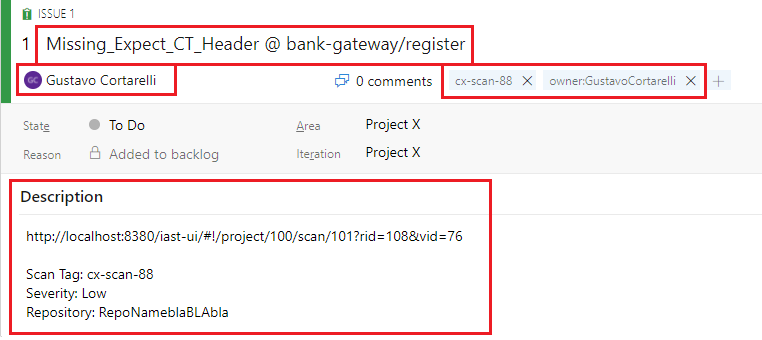 ISSUE 1
1 Missing_Expect_CT_Header @ bank-gateway/register
GC Gustavo Cortarelli 0 comments cx-scan-88 owner:GustavoCortarelli
State To Do Area Project X
Reason Added to backlog Iteration Project X
Description
http://localhost:8380/iast-ui/#!/project/100/scan/101?rid=108&vid=76
Scan Tag: cx-scan-88
Severity: Low
Repository: RepoNameblaBLAbla